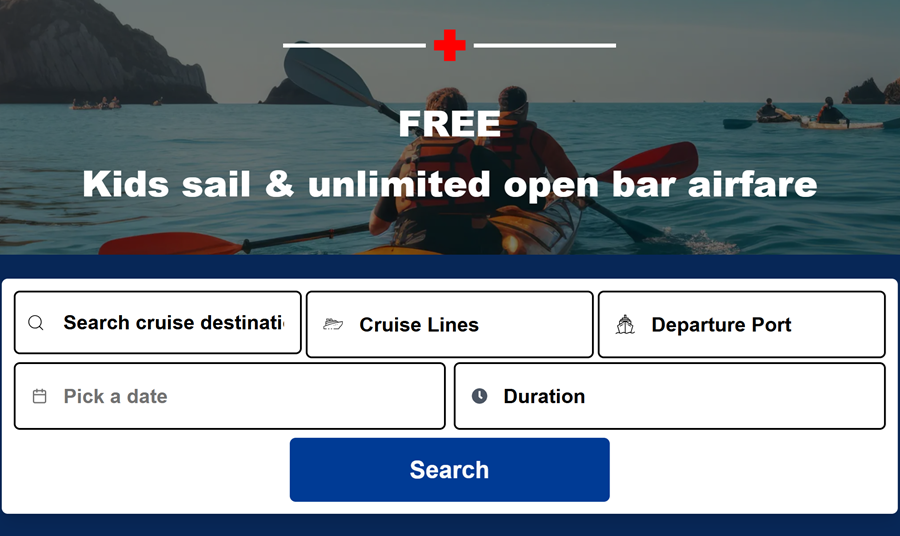 FREE
Kids sail & unlimited open bar airfare
Search cruise destinati
Cruise Lines
Departure Port
Pick a date
Duration
Search